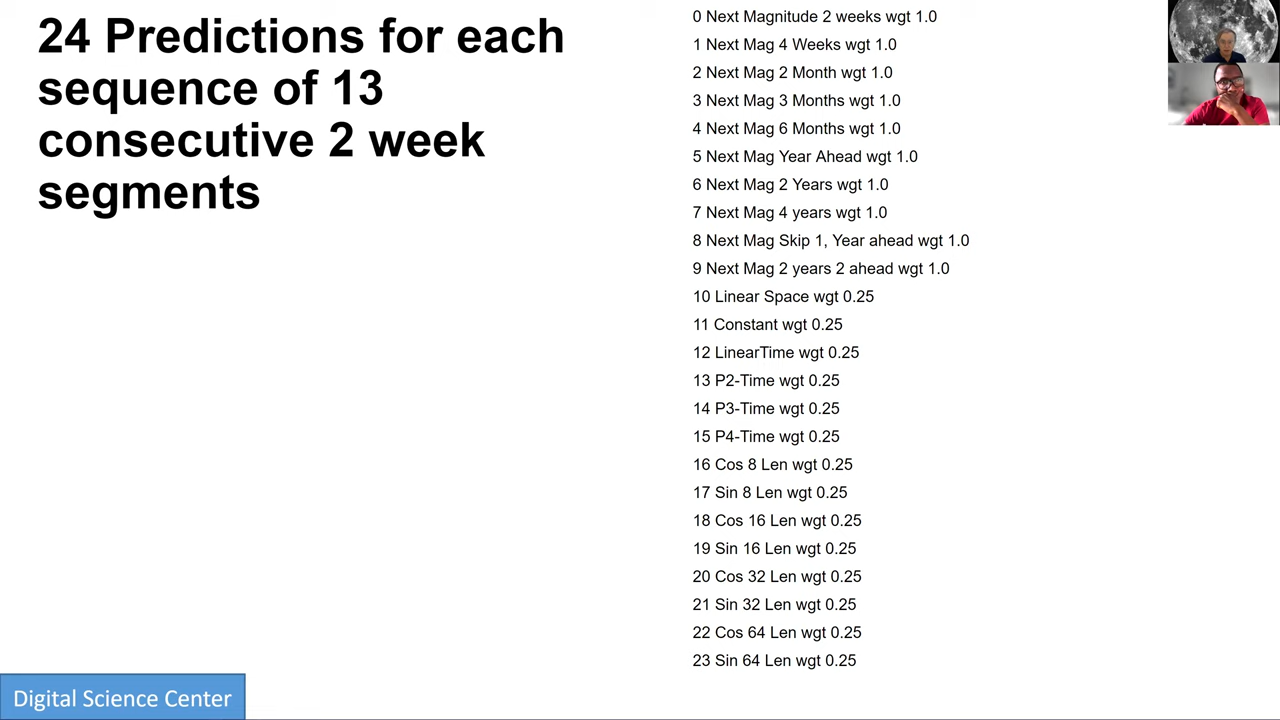 24 Predictions for each
sequence of 13
consecutive 2 week
segments
0 Next Magnitude 2 weeks wgt 1.0
1 Next Mag 4 Weeks wgt 1.0
2 Next Mag 2 Month wgt 1.0
3 Next Mag 3 Months wgt 1.0
4 Next Mag 6 Months wgt 1.0
5 Next Mag Year Ahead wgt 1.0
6 Next Mag 2 Years wgt 1.0
7 Next Mag 4 years wgt 1.0
8 Next Mag Skip 1, Year ahead wgt 1.0
9 Next Mag 2 years 2 ahead wgt 1.0
10 Linear Space wgt 0.25
11 Constant wgt 0.25
12 LinearTime wgt 0.25
13 P2-Time wgt 0.25
14 P3-Time wgt 0.25
15 P4-Time wgt 0.25
16 Cos 8 Len wgt 0.25
17 Sin 8 Len wgt 0.25
18 Cos 16 Len wgt 0.25
19 Sin 16 Len wgt 0.25
20 Cos 32 Len wgt 0.25
21 Sin 32 Len wgt 0.25
22 Cos 64 Len wgt 0.25
23 Sin 64 Len wgt 0.25
Digital Science Center